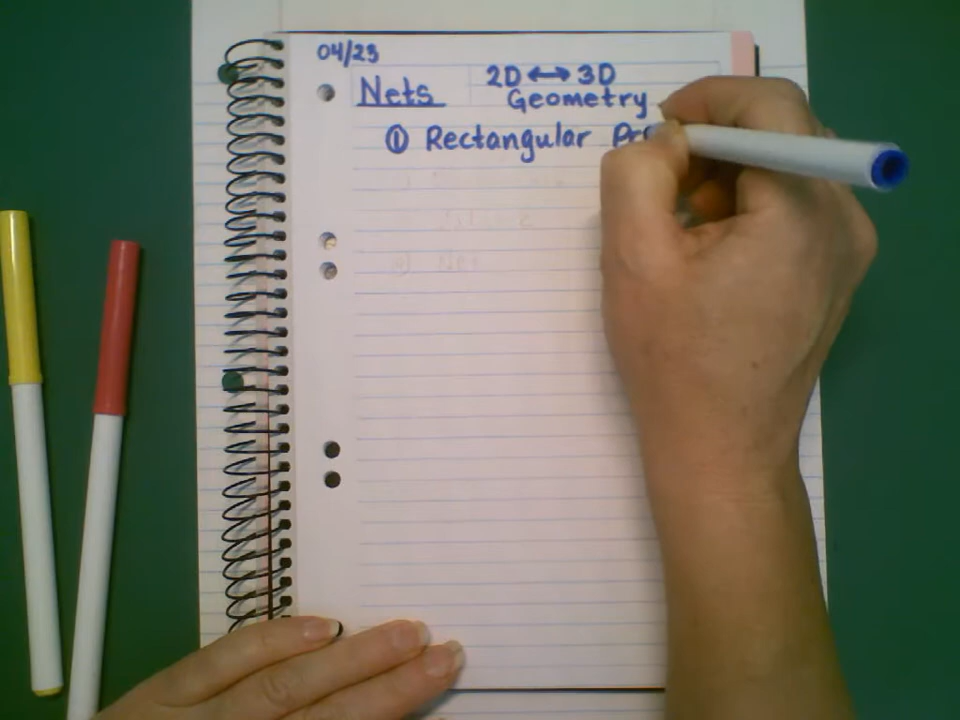 04/23
Nets
2D ↔ 3D
Geometry
① Rectangular